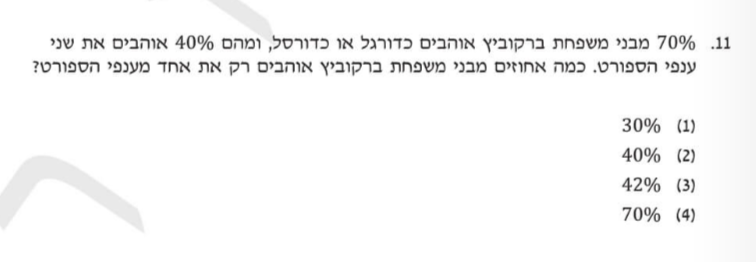 11. 70% מבני משפחת ברקוביץ אוהבים כדורגל או כדורסל, ומהם 40% אוהבים את שני
ענפי הספורט. כמה אחוזים מבני משפחת ברקוביץ אוהבים רק את אחד מענפי הספורט?
(1) 30%
(2) 40%
(3) 42%
(4) 70%